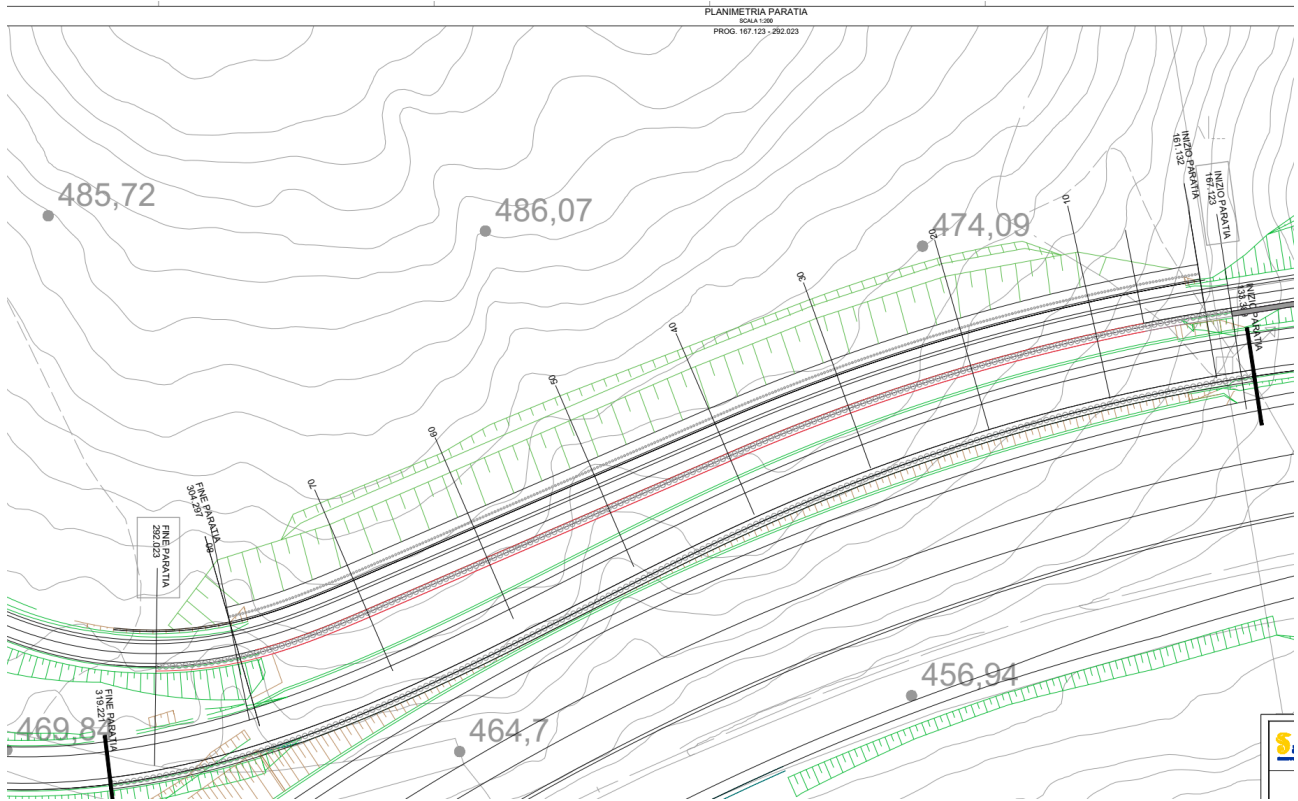 PLANIMETRIA PARATIA
SCALA 1:200
PROG. 167.123 - 292.023
INIZIO PARATIA
161.132
INIZIO PARATIA
167.123
INIZIO PARATIA
485,72
486,07
474,09
10
20
30
40
50
60
70
80
FINE PARATIA
304.297
FINE PARATIA
292.023
FINE PARATIA
319.221
469,84
464,7
456,94